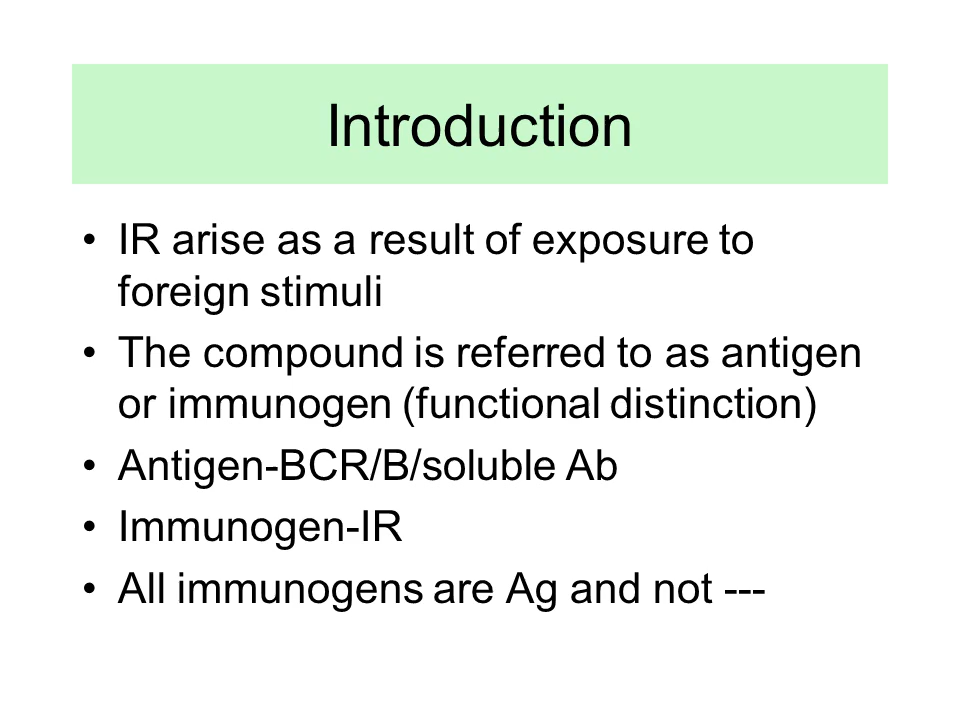 Introduction
• IR arise as a result of exposure to
foreign stimuli
• The compound is referred to as antigen
or immunogen (functional distinction)
• Antigen-BCR/B/soluble Ab
• Immunogen-IR
• All immunogens are Ag and not ---